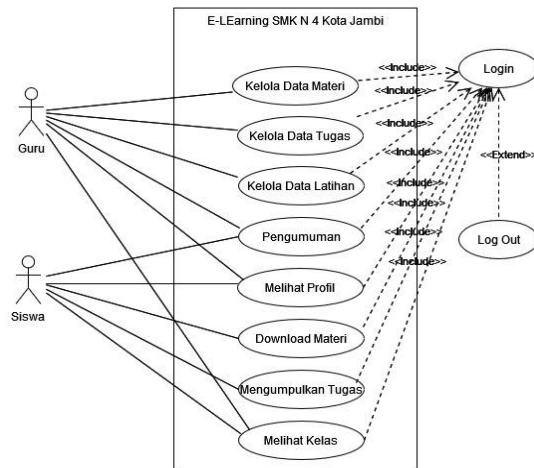 E-LEarning SMK N 4 Kota Jambi
<<Include>>
Login
Kelola Data Materi
<<Include>>
Guru
Kelola Data Tugas
<<Include>>
<<Include>>
<<Extend>>
Kelola Data Latihan
<<Include>>
<<Include>>
Pengumuman
<<Include>>
Log Out
<<Include>>
Siswa
Melihat Profil
Download Materi
Mengumpulkan Tugas
Melihat Kelas